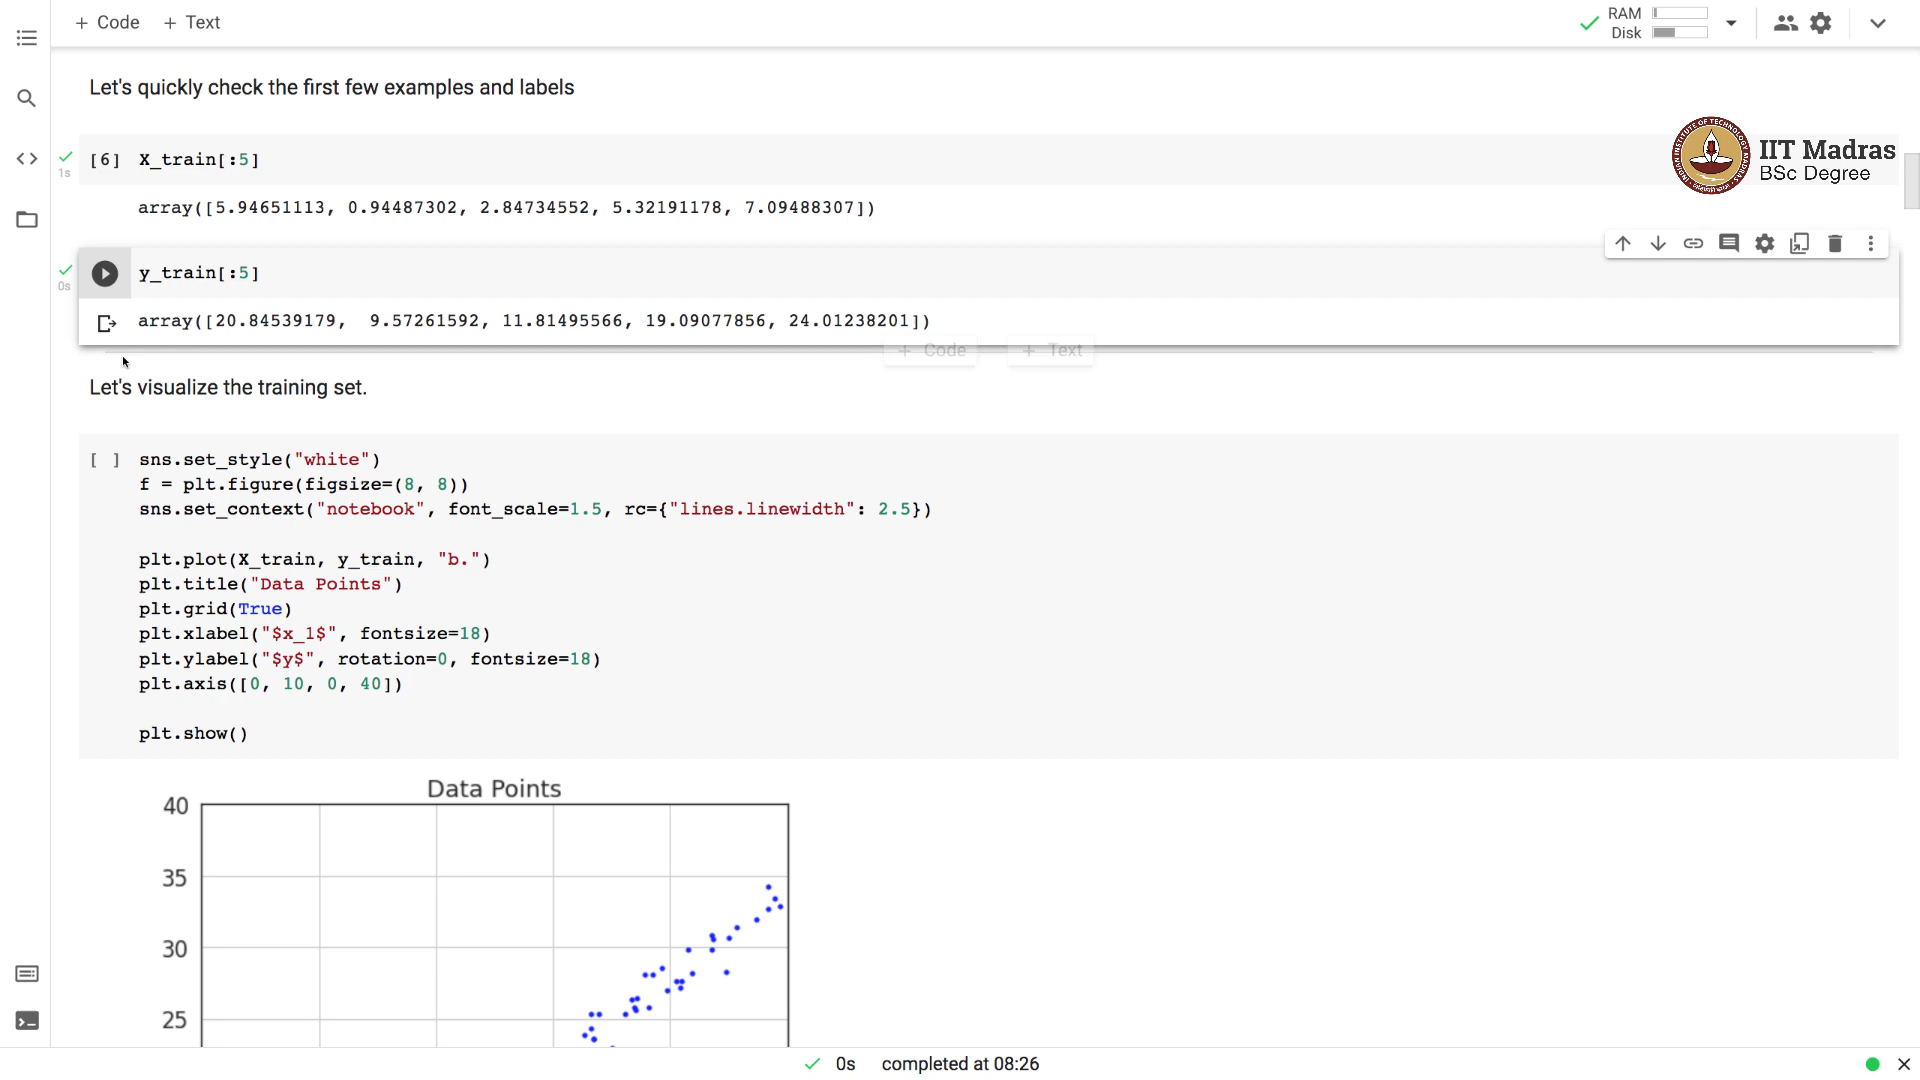 + Code + Text
RAM
Disk
Let's quickly check the first few examples and labels
IIT Madras
BSc Degree
1s
[6] X_train[:5]
array([5.94651113, 0.94487302, 2.84734552, 5.32191178, 7.09488307])
0s
y_train[:5]
array([20.84539179,  9.57261592, 11.81495566, 19.09077856, 24.01238201])
+ Code + Text
Let's visualize the training set.
[ ] sns.set_style("white")
f = plt.figure(figsize=(8, 8))
sns.set_context("notebook", font_scale=1.5, rc={"lines.linewidth": 2.5})
plt.plot(X_train, y_train, "b.")
plt.title("Data Points")
plt.grid(True)
plt.xlabel("$x_1$", fontsize=18)
plt.ylabel("$y$", rotation=0, fontsize=18)
plt.axis([0, 10, 0, 40])
plt.show()
Data Points
40
35
30
25
0s completed at 08:26